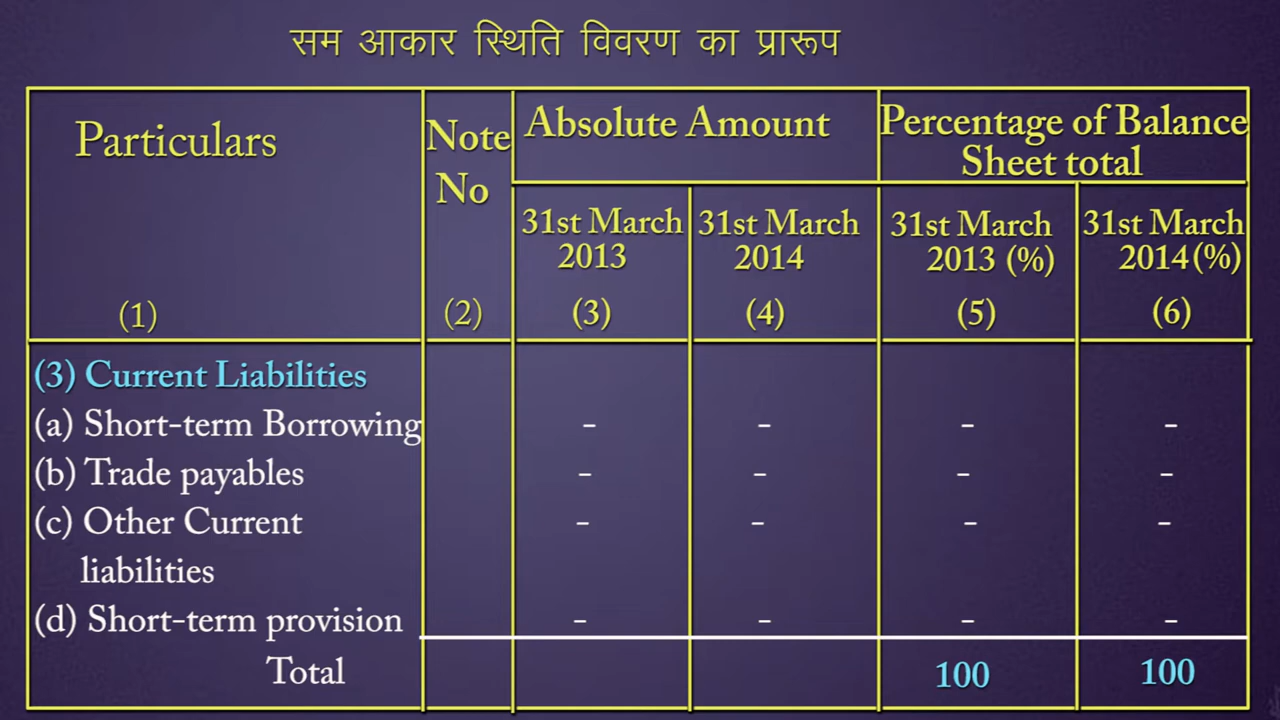 सम आकार स्थिति विवरण का प्रारूप
Particulars Note No Absolute Amount Percentage of Balance Sheet total
31st March 2013 31st March 2014 31st March 2013 (%) 31st March 2014 (%)
(1) (2) (3) (4) (5) (6)
(3) Current Liabilities
(a) Short-term Borrowing - - - -
(b) Trade payables - - - -
(c) Other Current - - - -
liabilities
(d) Short-term provision - - - -
Total 100 100